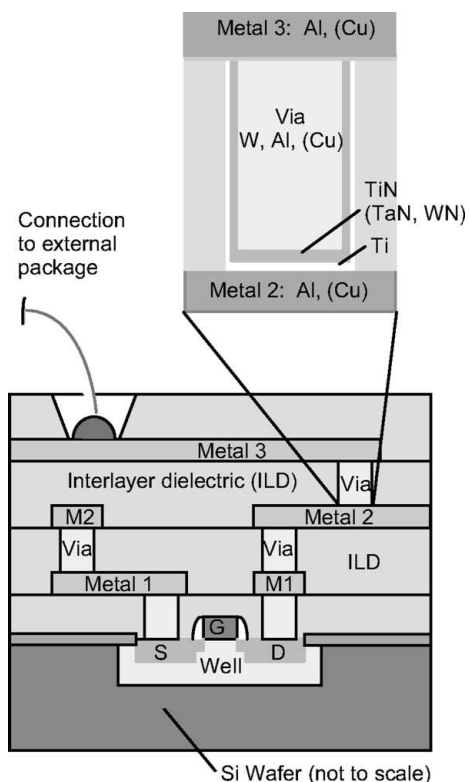 Metal 3: Al, (Cu)
Via
W, Al, (Cu)
TiN
(TaN, WN)
Ti
Metal 2: Al, (Cu)
Connection
to external
package
Metal 3
Interlayer dielectric (ILD)
Via
M2
Metal 2
Via
Via
ILD
Metal 1
M1
G
S
D
Well
Si Wafer (not to scale)